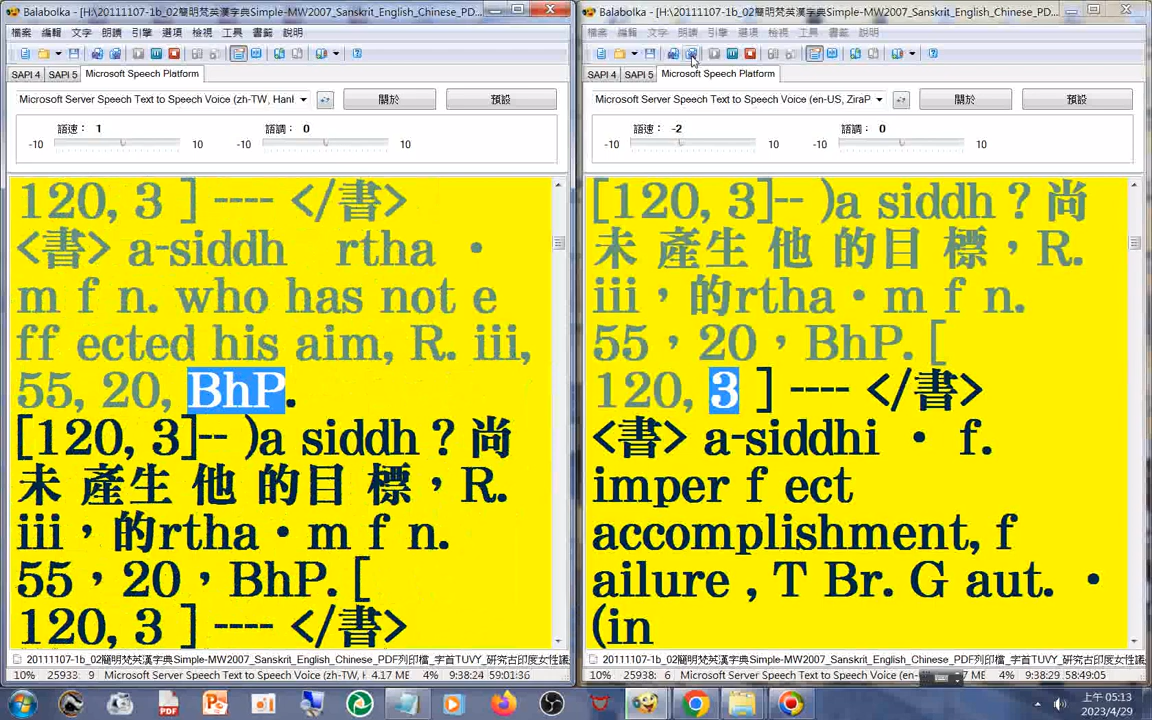 Balabolka - [H:\20111107-1b_02簡明梵英漢字典Simple-MW2007_Sanskrit_English_Chinese_PD...
檔案 編輯 文字 朗讀 引擎 選項 檢視 工具 書籤 說明
SAPI 4 SAPI 5 Microsoft Speech Platform
Microsoft Server Speech Text to Speech Voice (zh-TW, Hanl
關於 預設
語速： 1 語調： 0
-10 10 -10 10
120, 3 ] ---- </書>
<書> a-siddh rtha •
m f n. who has not e
ff ected his aim, R. iii,
55, 20, BhP.
[120, 3]-- )a siddh？尚
未 產生 他 的目 標，R.
iii，的rtha•m f n.
55，20，BhP. [
120, 3 ] ---- </書>
20111107-1b_02簡明梵英漢字典Simple-MW2007_Sanskrit_English_Chinese_PDF列印檔_字首TUVY_研究古印度女性議
10% 25933: 9 Microsoft Server Speech Text to Speech Voice (zh-TW, H 4.17 ME 4% 9:38:24 59:01:36
Balabolka - [H:\20111107-1b_02簡明梵英漢字典Simple-MW2007_Sanskrit_English_Chinese_PDF...
檔案 編輯 文字 朗讀 引擎 選項 檢視 工具 書籤 說明
SAPI 4 SAPI 5 Microsoft Speech Platform
Microsoft Server Speech Text to Speech Voice (en-US, ZiraP
關於 預設
語速： -2 語調： 0
-10 10 -10 10
[120, 3]-- )a siddh？尚
未 產生 他 的目 標，R.
iii，的rtha•m f n.
55，20，BhP. [
120, 3 ] ---- </書>
<書> a-siddhi • f.
imper f ect
accomplishment, f
ailure , T Br. G aut. •
(in
20111107-1b_02簡明梵英漢字典Simple-MW2007_Sanskrit_English_Chinese_PDF列印檔_字首TUVY_研究古印度女性議
10% 25938: 6 Microsoft Server Speech Text to Speech Voice 4% 9:38:29 58:49:05
上午 05:13
2023/4/29